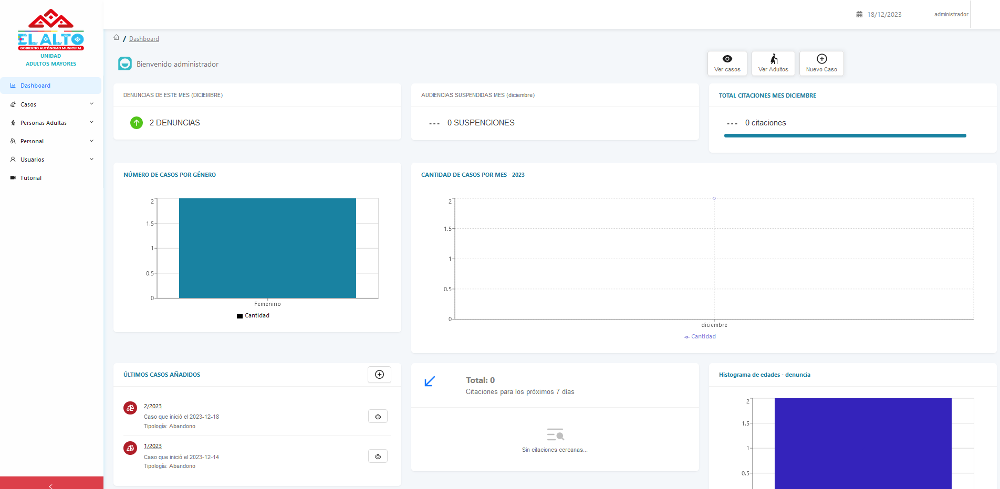 EL ALTO
GOBIERNO AUTÓNOMO MUNICIPAL
UNIDAD
ADULTOS MAYORES
Dashboard
Casos
Personas Adultas
Personal
Usuarios
Tutorial
18/12/2023
administrador
/ Dashboard
Bienvenido administrador
Ver casos
Ver Adultos
Nuevo Caso
DENUNCIAS DE ESTE MES (DICIEMBRE)
2 DENUNCIAS
AUDIENCIAS SUSPENDIDAS MES (diciembre)
--- 0 SUSPENCIONES
TOTAL CITACIONES MES DICIEMBRE
--- 0 citaciones
NÚMERO DE CASOS POR GÉNERO
2
1.5
1
0.5
0
Femenino
Cantidad
CANTIDAD DE CASOS POR MES - 2023
2
1.5
1
0.5
0
diciembre
Cantidad
ÚLTIMOS CASOS AÑADIDOS
2/2023
Caso que inició el 2023-12-18
Tipología: Abandono
1/2023
Caso que inició el 2023-12-14
Tipología: Abandono
Total: 0
Citaciones para los próximos 7 días
Sin citaciones cercanas...
Histograma de edades - denuncia
2
1.5
1
0.5